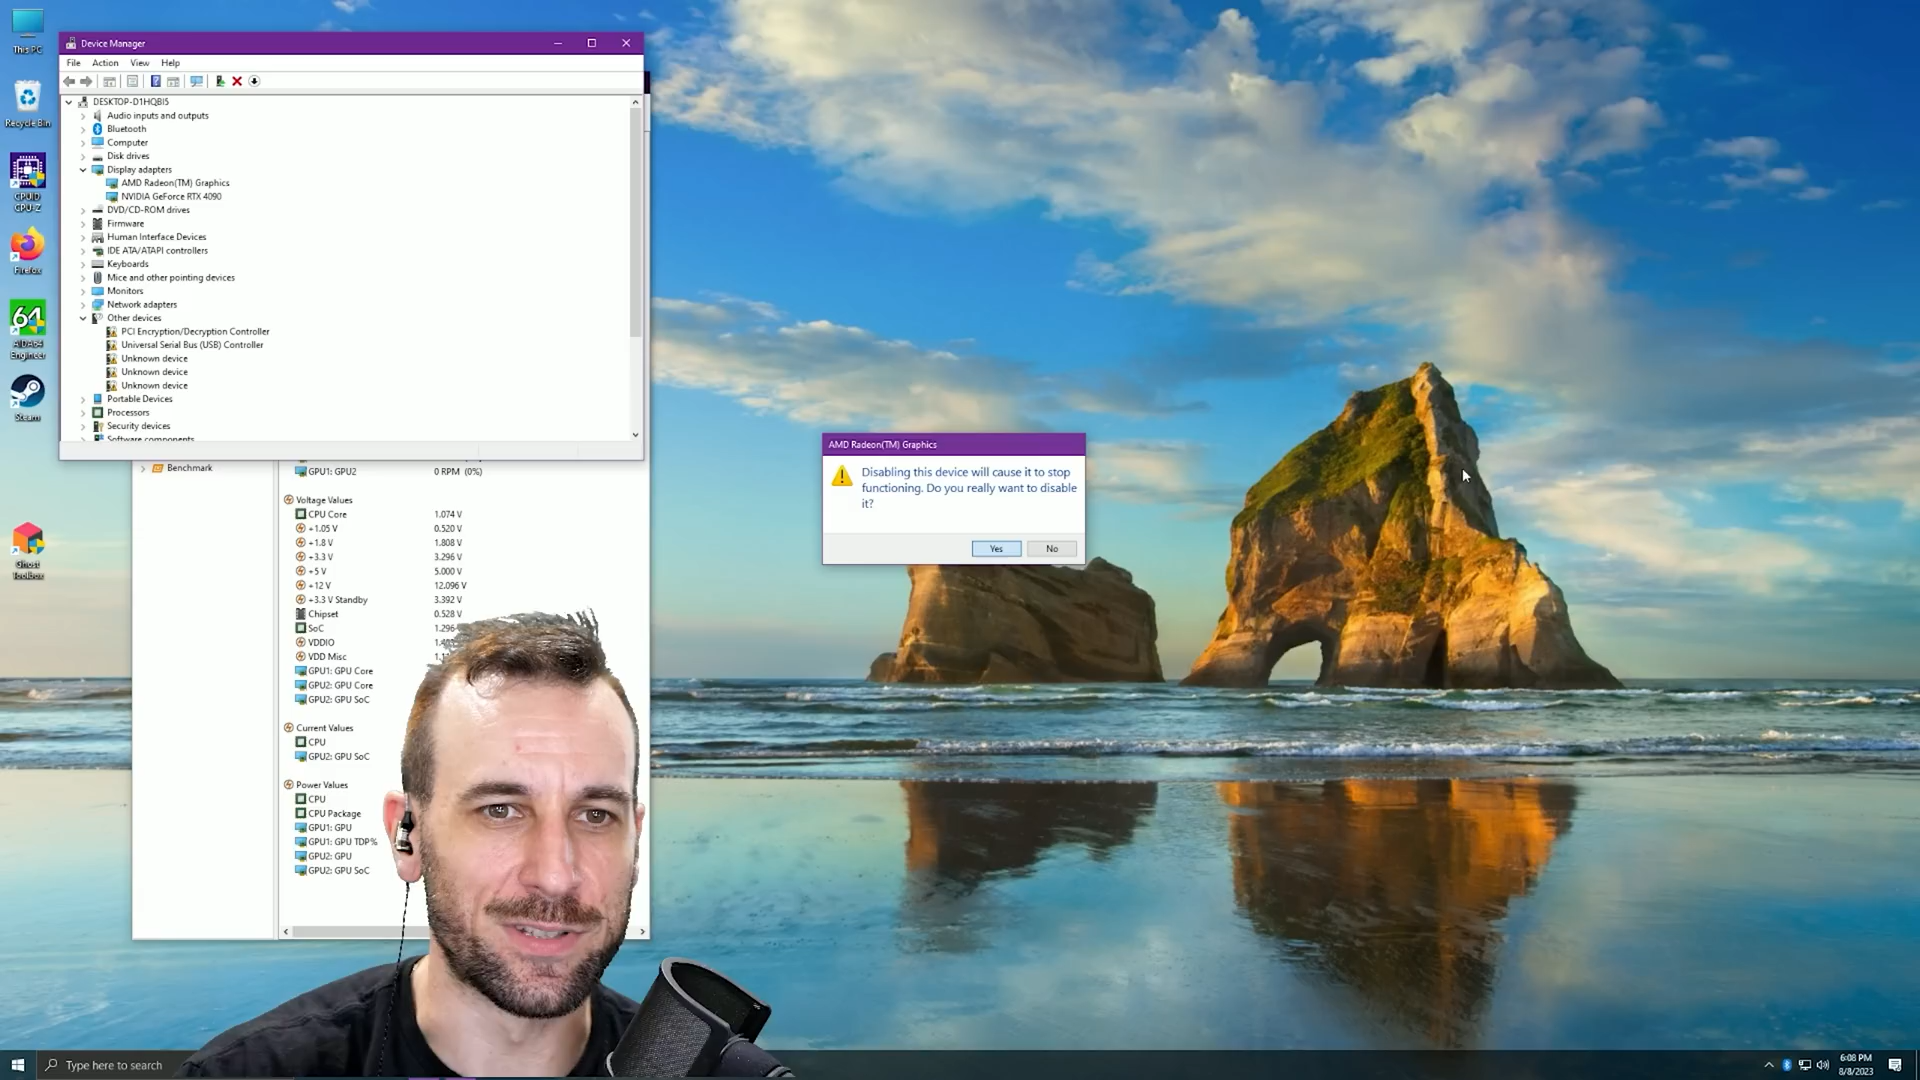 This PC
Recycle Bin
CPUID
CPU-Z
Firefox
64
AIDA64
Engineer
Steam
Ghost
Toolbox
Device Manager
File Action View Help
DESKTOP-D1HQBI5
Audio inputs and outputs
Bluetooth
Computer
Disk drives
Display adapters
AMD Radeon(TM) Graphics
NVIDIA GeForce RTX 4090
DVD/CD-ROM drives
Firmware
Human Interface Devices
IDE ATA/ATAPI controllers
Keyboards
Mice and other pointing devices
Monitors
Network adapters
Other devices
PCI Encryption/Decryption Controller
Universal Serial Bus (USB) Controller
Unknown device
Unknown device
Unknown device
Portable Devices
Processors
Security devices
Software components
Benchmark
GPU1: GPU2 0 RPM (0%)
Voltage Values
CPU Core 1.074 V
+1.05 V 0.520 V
+1.8 V 1.808 V
+3.3 V 3.296 V
+5 V 5.000 V
+12 V 12.096 V
+3.3 V Standby 3.392 V
Chipset 0.528 V
SoC 1.296
VDDIO
VDD Misc
GPU1: GPU Core
GPU2: GPU Core
GPU2: GPU SoC
Current Values
CPU
GPU2: GPU SoC
Power Values
CPU
CPU Package
GPU1: GPU
GPU1: GPU TDP%
GPU2: GPU
GPU2: GPU SoC
AMD Radeon(TM) Graphics
Disabling this device will cause it to stop
functioning. Do you really want to disable
it?
Yes No
Type here to search
6:08 PM
8/8/2023